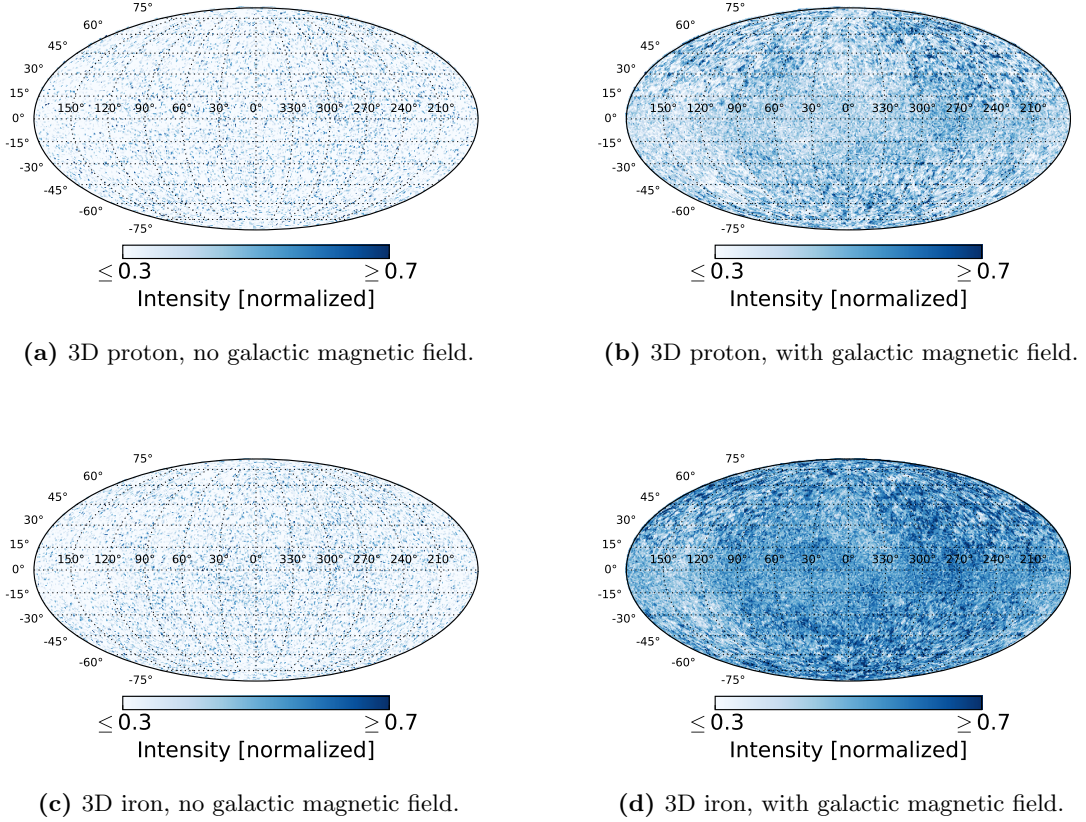 75°
60°
45°
30°
15°
0°
-15°
-30°
-45°
-60°
-75°
150° 120° 90° 60° 30° 0° 330° 300° 270° 240° 210°
≤ 0.3 ≥ 0.7
Intensity [normalized]
(a) 3D proton, no galactic magnetic field.
75°
60°
45°
30°
15°
0°
-15°
-30°
-45°
-60°
-75°
150° 120° 90° 60° 30° 0° 330° 300° 270° 240° 210°
≤ 0.3 ≥ 0.7
Intensity [normalized]
(b) 3D proton, with galactic magnetic field.
75°
60°
45°
30°
15°
0°
-15°
-30°
-45°
-60°
-75°
150° 120° 90° 60° 30° 0° 330° 300° 270° 240° 210°
≤ 0.3 ≥ 0.7
Intensity [normalized]
(c) 3D iron, no galactic magnetic field.
75°
60°
45°
30°
15°
0°
-15°
-30°
-45°
-60°
-75°
150° 120° 90° 60° 30° 0° 330° 300° 270° 240° 210°
≤ 0.3 ≥ 0.7
Intensity [normalized]
(d) 3D iron, with galactic magnetic field.